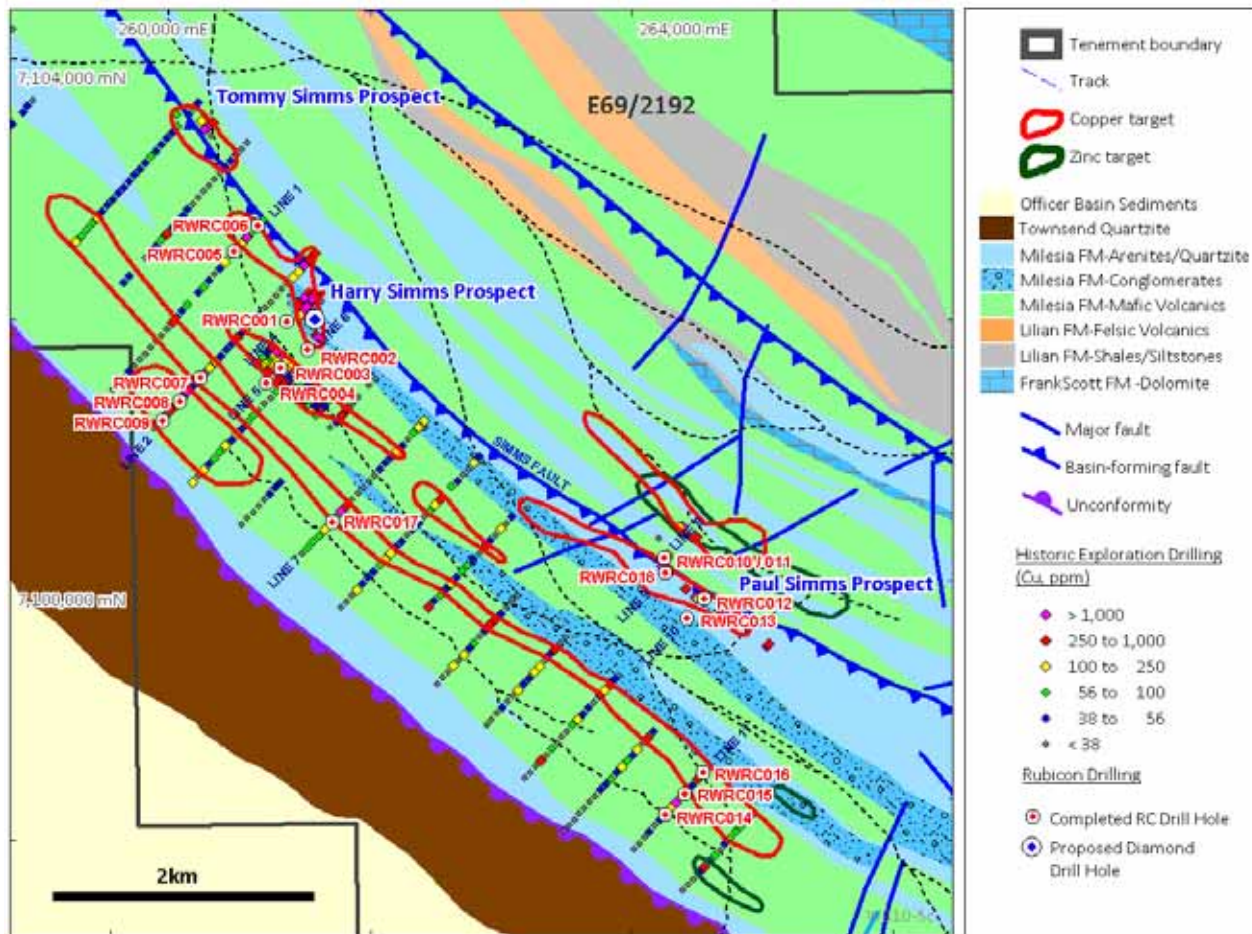 260,000 mE
264,000 mE
7,104,000 mN
Tommy Simms Prospect
E69/2192
LINE 1
RWRC006
RWRC005
Harry Simms Prospect
RWRC001
RWRC002
RWRC003
RWRC004
RWRC007
RWRC008
RWRC009
LINE 5
LINE 2
SIMMS FAULT
RWRC017
LINE 7
RWRC010/011
RWRC018
Paul Simms Prospect
RWRC012
RWRC013
7,100,000 mN
LINE 10
RWRC016
RWRC015
RWRC014
2km
Tenement boundary
Track
Copper target
Zinc target
Officer Basin Sediments
Townsend Quartzite
Milesia FM-Arenites/Quartzite
Milesia FM-Conglomerates
Milesia FM-Mafic Volcanics
Lilian FM-Felsic Volcanics
Lilian FM-Shales/Siltstones
FrankScott FM -Dolomite
Major fault
Basin-forming fault
Unconformity
Historic Exploration Drilling
(Cu, ppm)
> 1,000
250 to 1,000
100 to 250
56 to 100
38 to 56
< 38
Rubicon Drilling
Completed RC Drill Hole
Proposed Diamond
Drill Hole